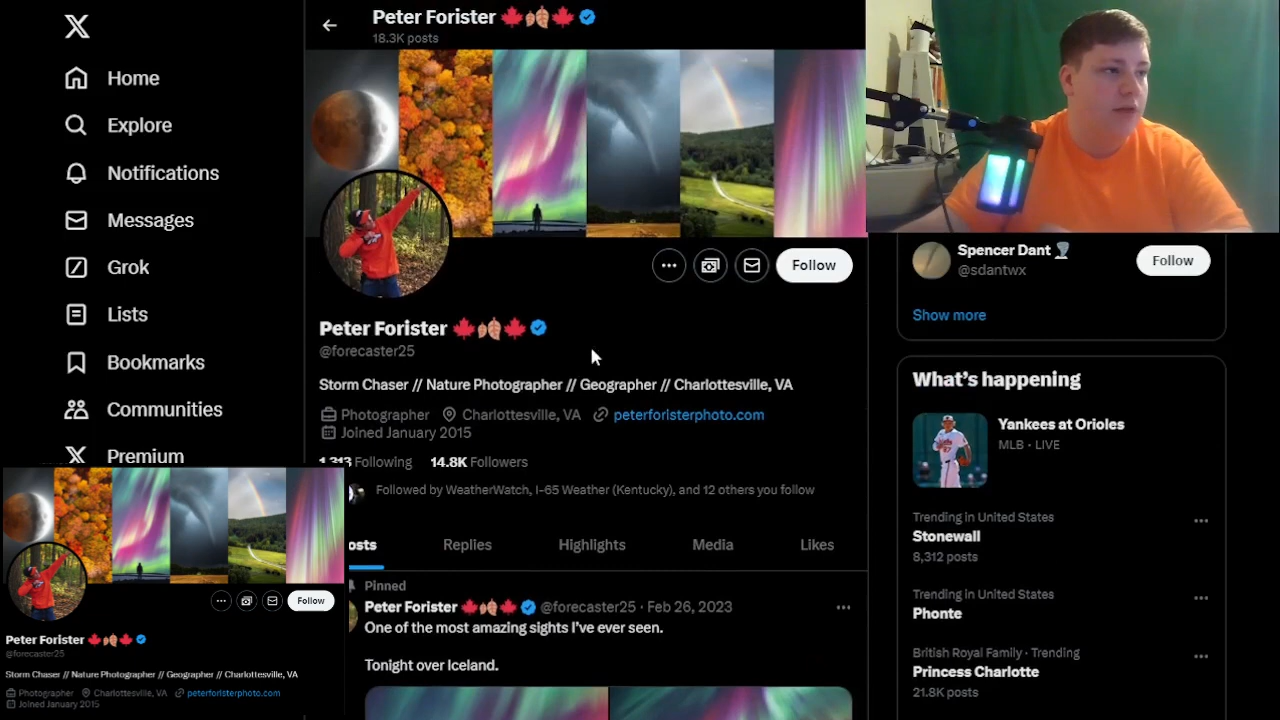 Home
Explore
Notifications
Messages
Grok
Lists
Bookmarks
Communities
Premium
Peter Forister 🍁🍂🍁
18.3K posts
Follow
Peter Forister 🍁🍂🍁
@forecaster25
Storm Chaser // Nature Photographer // Geographer // Charlottesville, VA
Photographer Charlottesville, VA peterforisterphoto.com
Joined January 2015
1,313 Following 14.8K Followers
Followed by WeatherWatch, I-65 Weather (Kentucky), and 12 others you follow
osts Replies Highlights Media Likes
Pinned
Peter Forister 🍁🍂🍁 @forecaster25 · Feb 26, 2023
One of the most amazing sights I've ever seen.
Tonight over Iceland.
Spencer Dant 🌪
@sdantwx
Follow
Show more
What's happening
Yankees at Orioles
MLB · LIVE
Trending in United States
Stonewall
8,312 posts
Trending in United States
Phonte
British Royal Family · Trending
Princess Charlotte
21.8K posts
Follow
Peter Forister 🍁🍂🍁
@forecaster25
Storm Chaser // Nature Photographer // Geographer // Charlottesville, VA
Photographer Charlottesville, VA peterforisterphoto.com
Joined January 2015